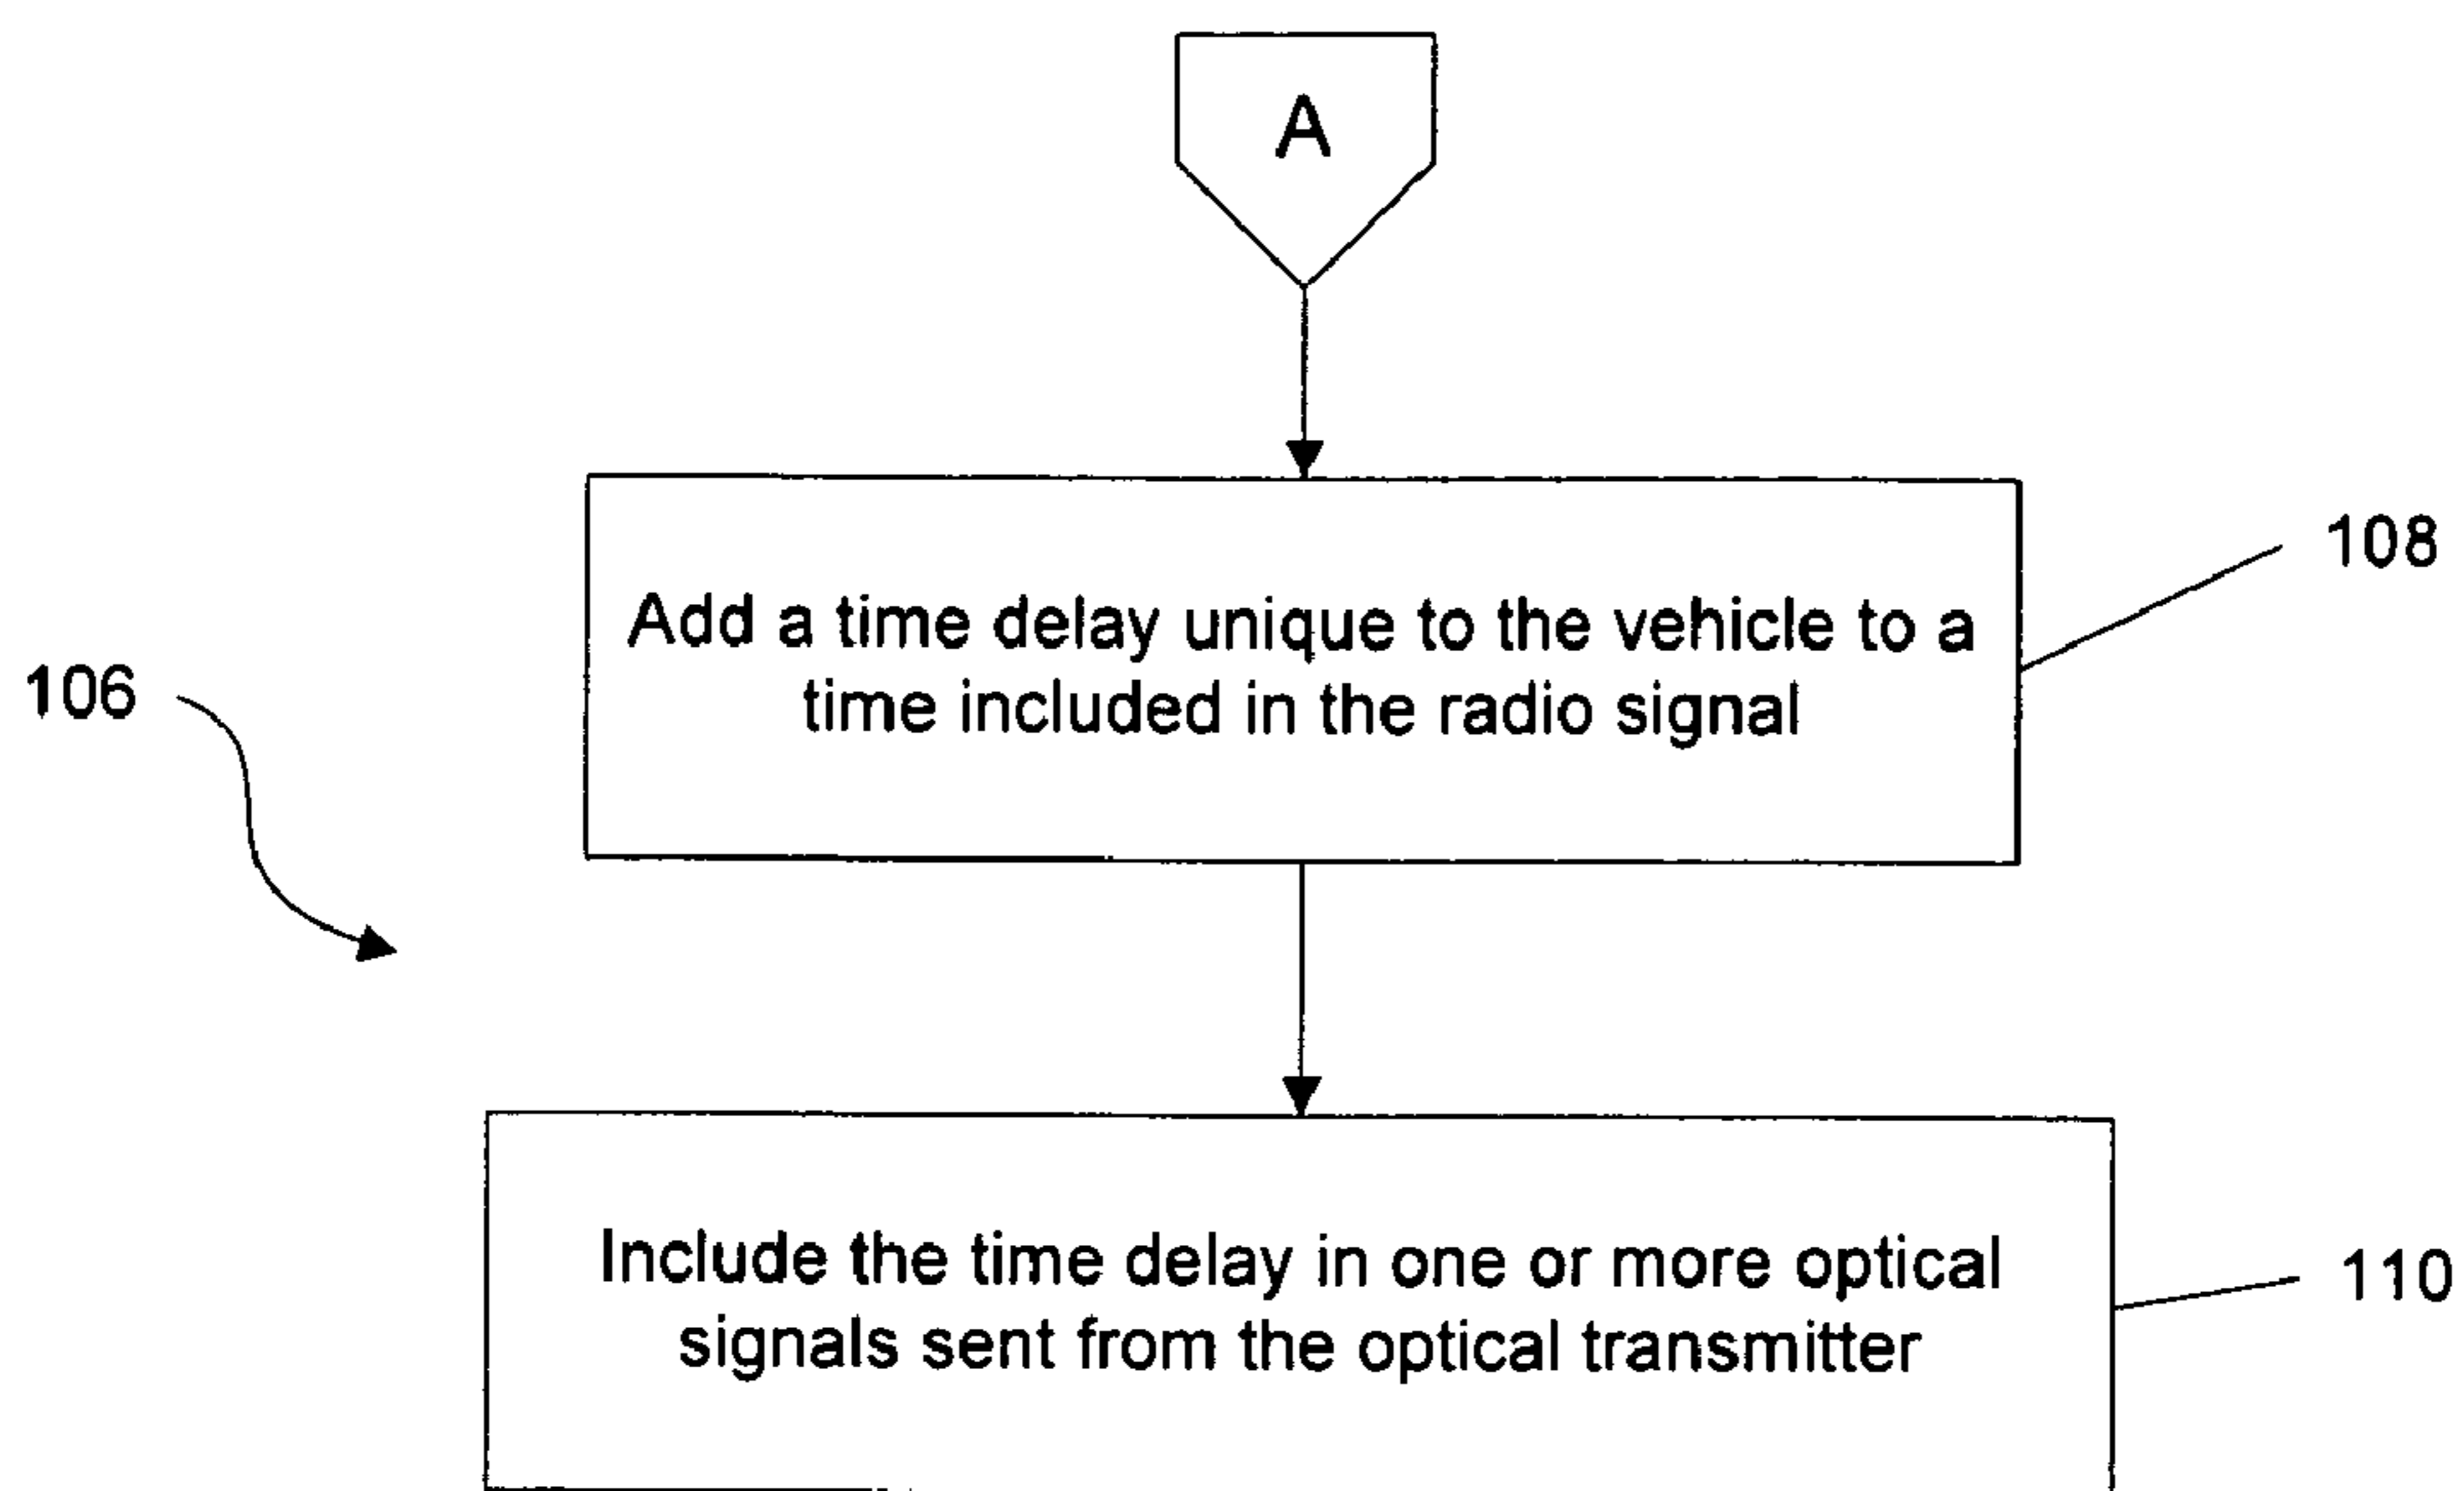 A
Add a time delay unique to the vehicle to a
time included in the radio signal
108
106
Include the time delay in one or more optical
signals sent from the optical transmitter
110